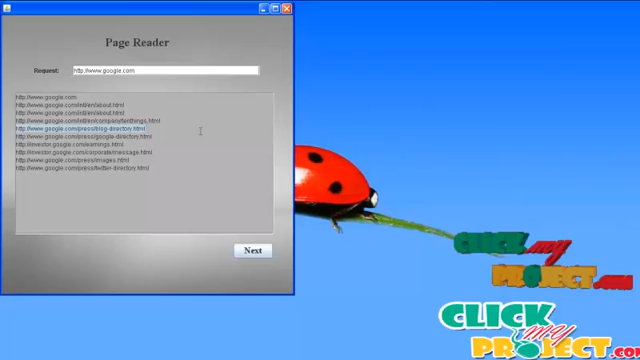 Page Reader
Request: http://www.google.com
http://www.google.com
http://www.google.com/intl/en/about.html
http://www.google.com/intl/en/about.html
http://www.google.com/intl/en/company/tenthings.html
http://www.google.com/press/blog-directory.html
http://www.google.com/press/google-directory.html
http://investor.google.com/earnings.html
http://investor.google.com/corporate/message.html
http://www.google.com/press/images.html
http://www.google.com/press/twitter-directory.html
Next
CLICK my
PROJECT.com
CLICK
my
PROJECT.co